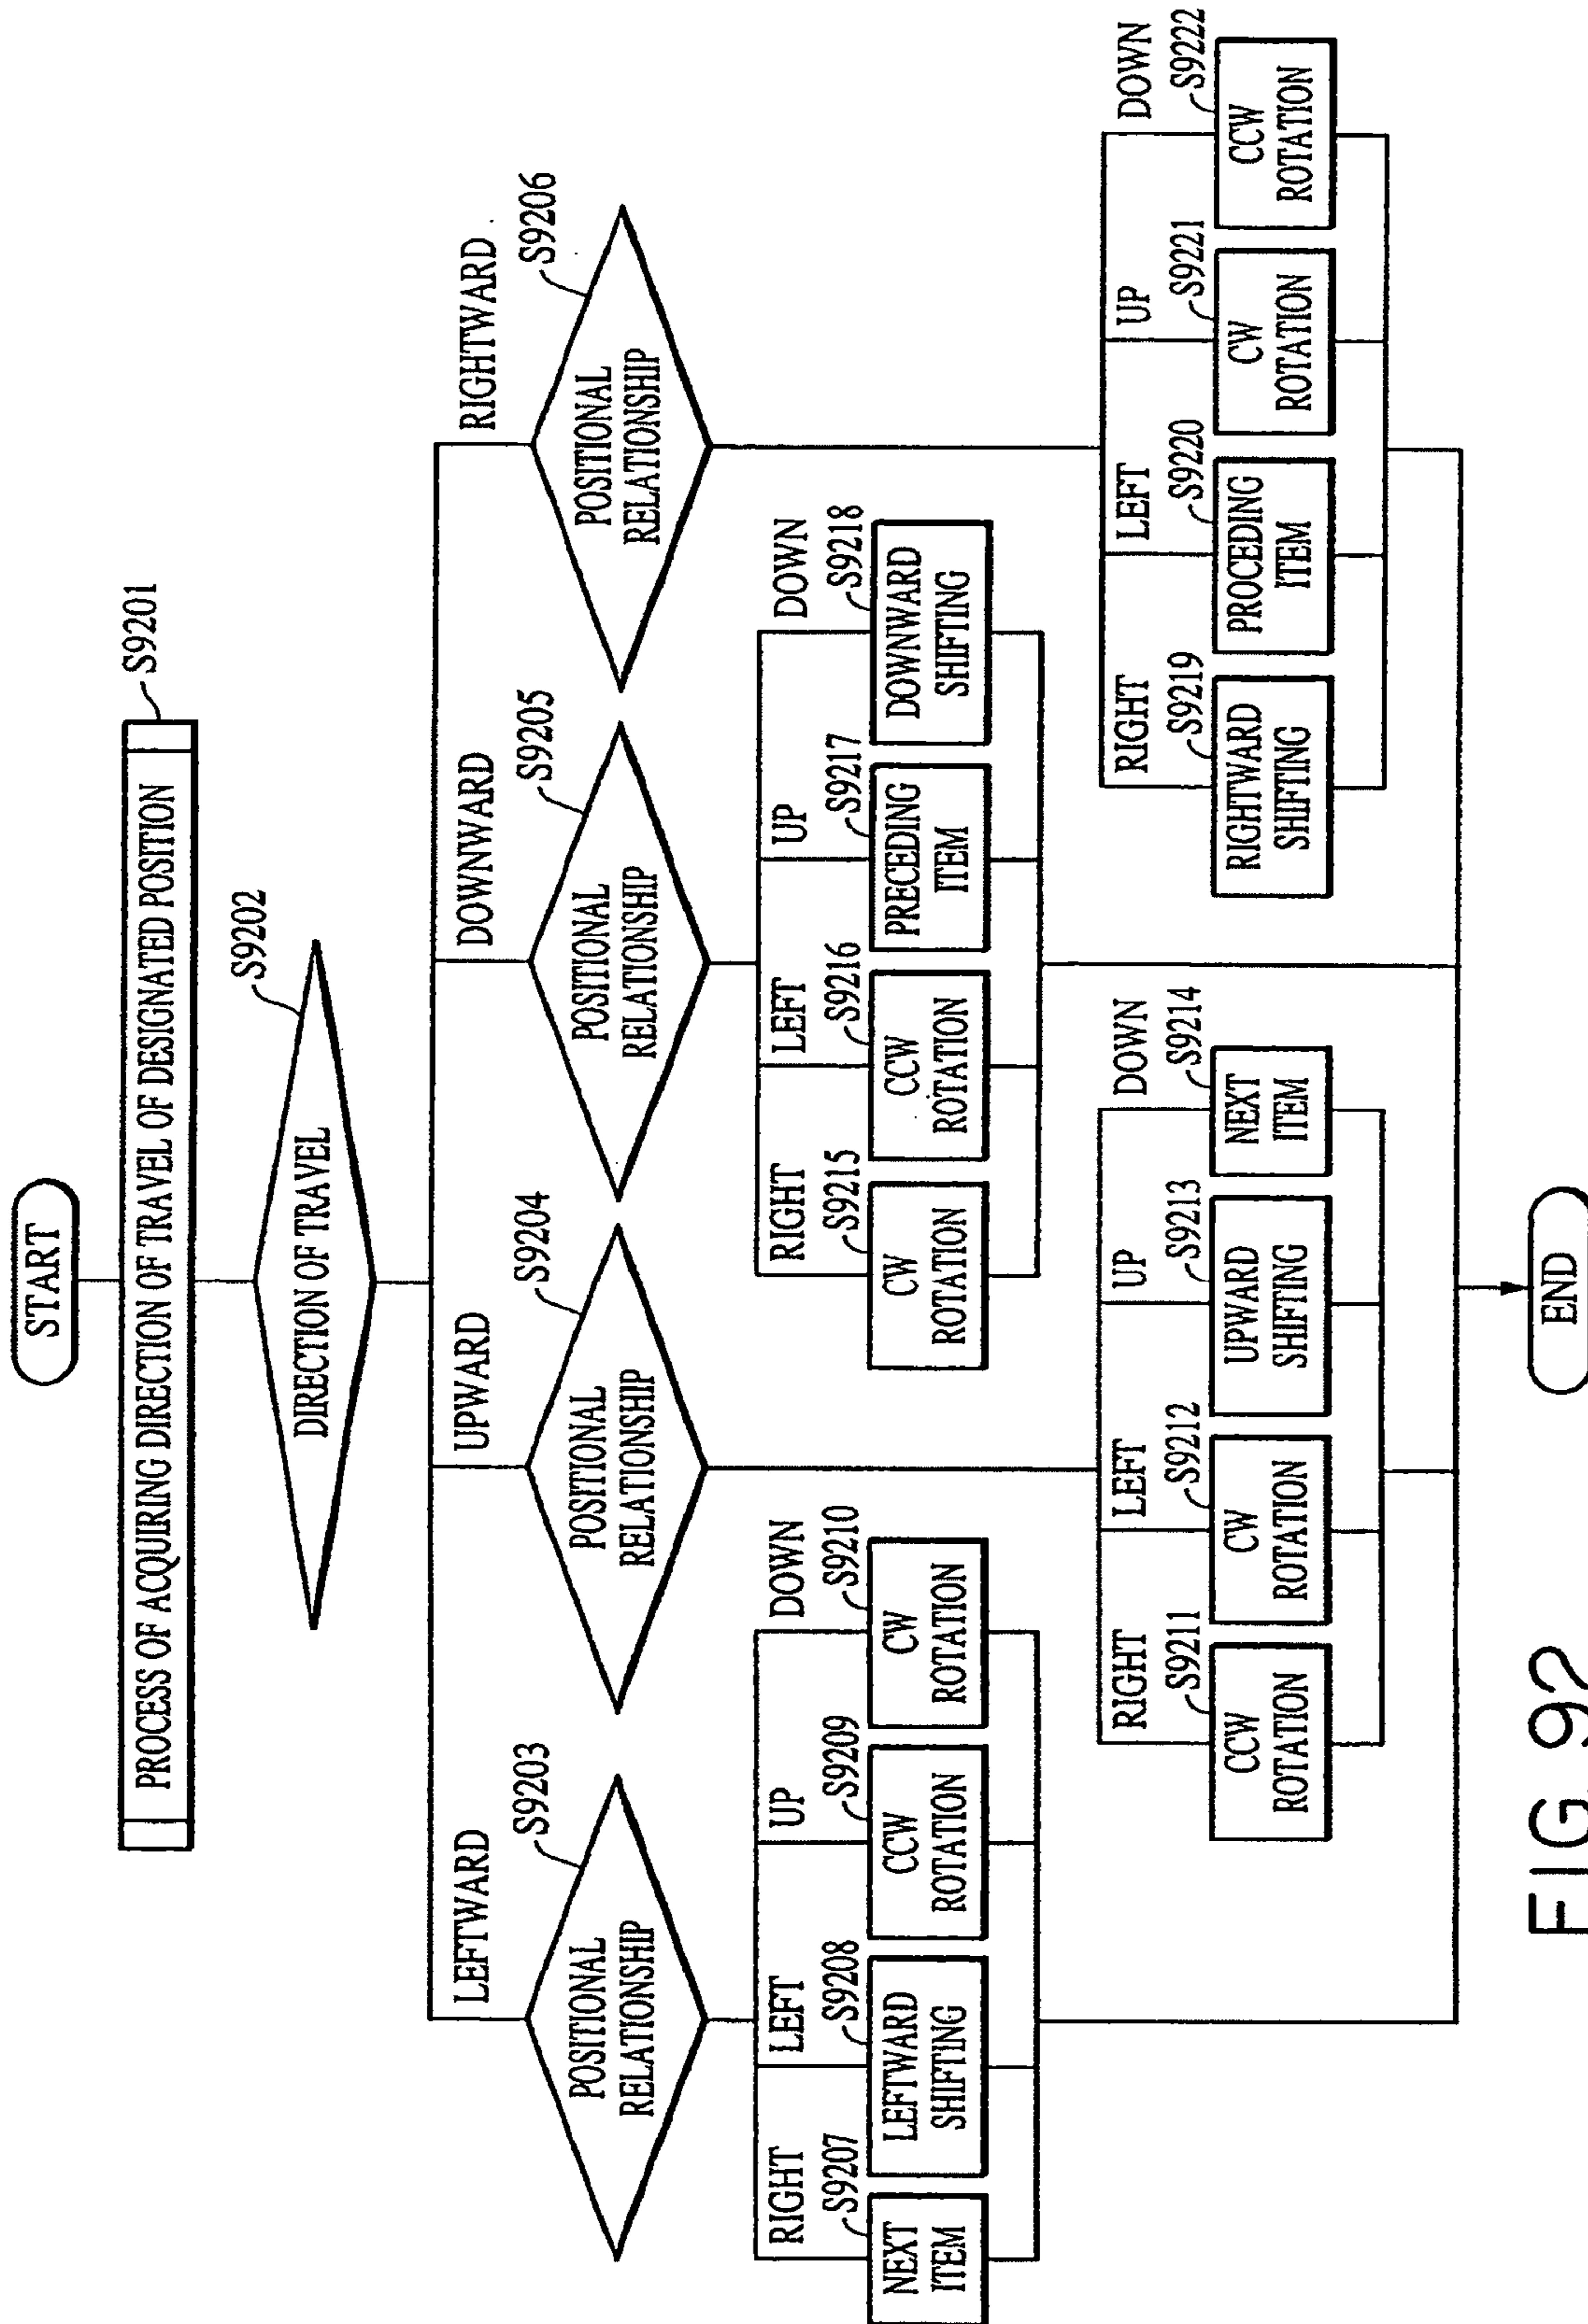 START
S9201
PROCESS OF ACQUIRING DIRECTION OF TRAVEL OF DESIGNATED POSITION
S9202
DIRECTION OF TRAVEL
LEFTWARD
UPWARD
DOWNWARD
RIGHTWARD
S9203
POSITIONAL
RELATIONSHIP
S9204
POSITIONAL
RELATIONSHIP
S9205
POSITIONAL
RELATIONSHIP
S9206
POSITIONAL
RELATIONSHIP
RIGHT
S9207
NEXT
ITEM
LEFT
S9208
LEFTWARD
SHIFTING
UP
S9209
CCW
ROTATION
DOWN
S9210
CW
ROTATION
RIGHT
S9215
CW
ROTATION
LEFT
S9216
CCW
ROTATION
UP
S9217
PRECEDING
ITEM
DOWN
S9218
DOWNWARD
SHIFTING
RIGHT
S9211
CCW
ROTATION
LEFT
S9212
CW
ROTATION
UP
S9213
UPWARD
SHIFTING
DOWN
S9214
NEXT
ITEM
RIGHT
S9219
RIGHTWARD
SHIFTING
LEFT
S9220
PROCEDING
ITEM
UP
S9221
CW
ROTATION
DOWN
S9222
CCW
ROTATION
END
FIG. 92